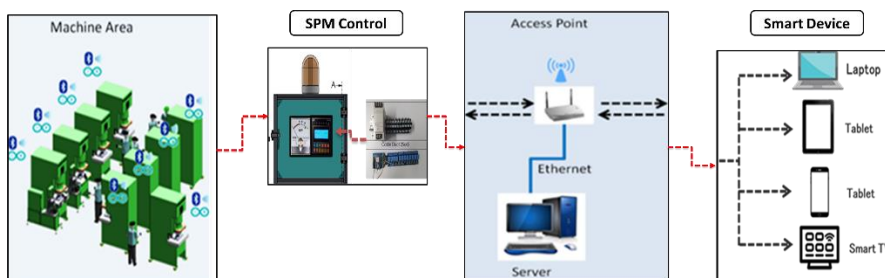 Machine Area
SPM Control
A
Access Point
Ethernet
Server
Smart Device
Laptop
Tablet
Tablet
Smart T